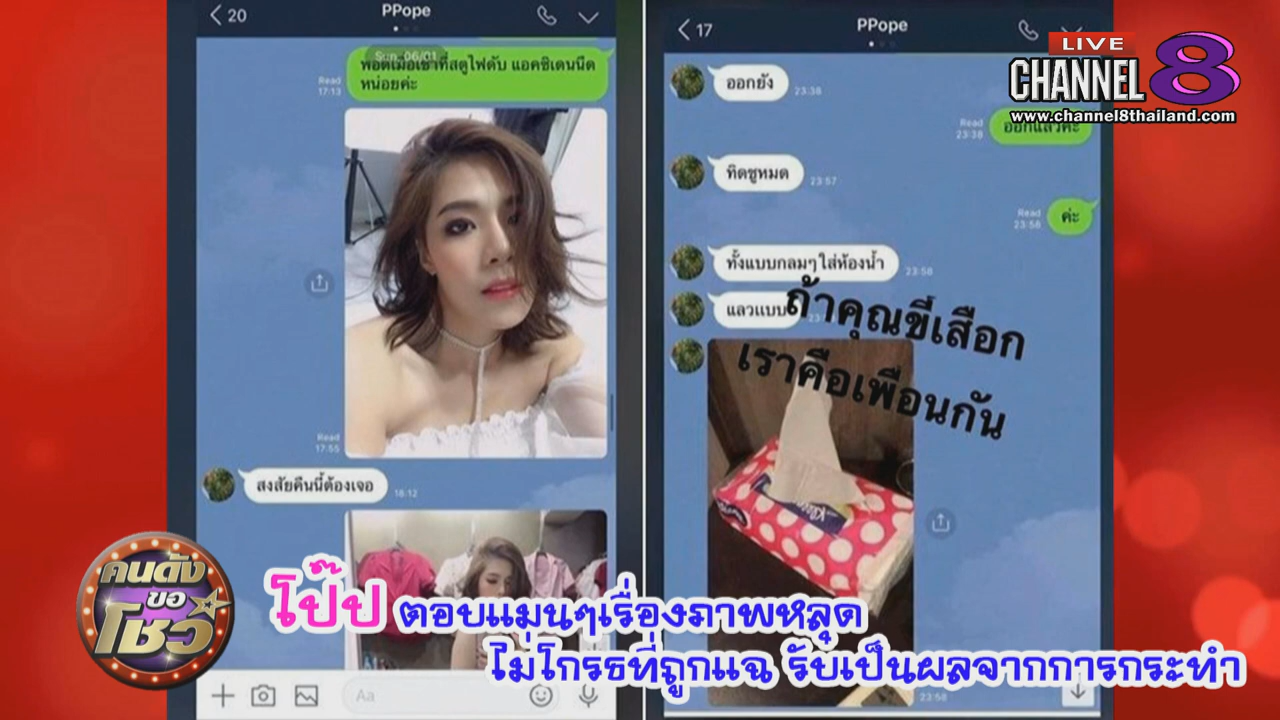 20
PPope
Sun, 06/01
พอดีเมื่อเช้าที่สตูไฟดับ แอคซิเดนนิด
หน่อยค่ะ
Read
17:13
Read
17:55
สงสัยคืนนี้ต้องเจอ
18:12
Aa
17
PPope
ออกยัง
23:38
ออกแล้วค่ะ
Read
23:38
ทิดชูหมด
23:57
ค่ะ
Read
23:58
ทั้งแบบกลมๆ ใส่ห้องน้ำ
23:58
แลวแบบ
ถ้าคุณขี้เสือก
เราคือเพื่อนกัน
23:58
LIVE
CHANNEL 8
www.channel8thailand.com
คนดัง
ขอ
โชว์
โป๊ป ตอบแมนๆเรื่องภาพหลุด
ไม่โกรธที่ถูกแฉ รับเป็นผลจากการกระทำ